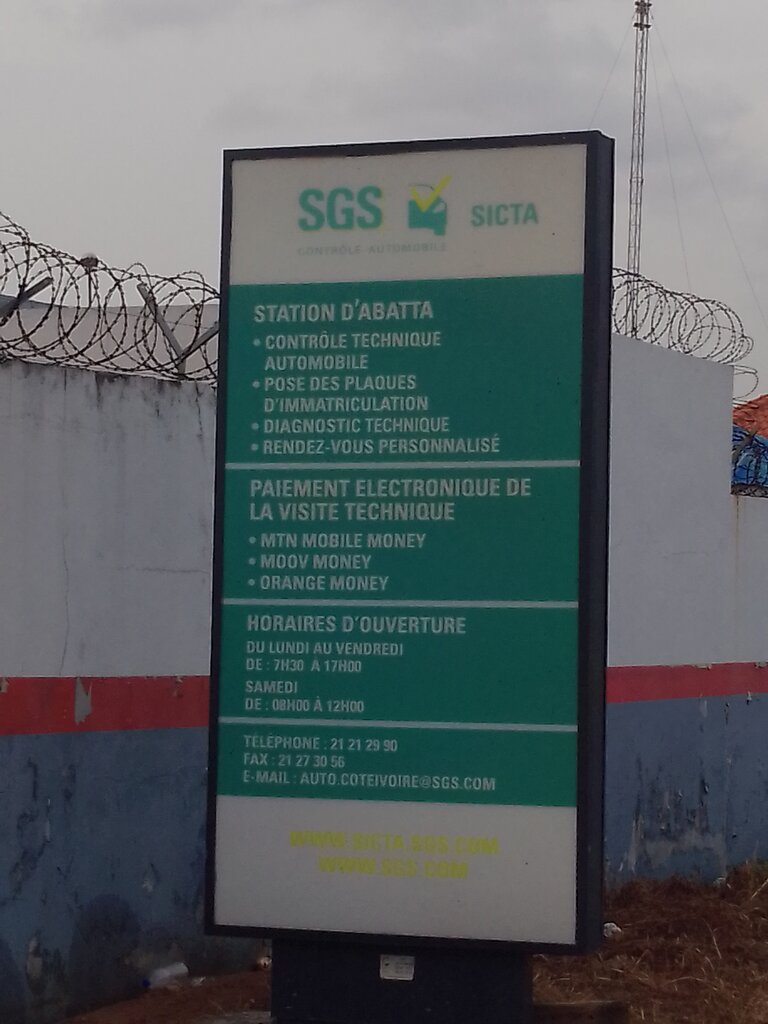 SGS SICTA
CONTRÔLE AUTOMOBILE
STATION D'ABATTA
• CONTRÔLE TECHNIQUE
AUTOMOBILE
• POSE DES PLAQUES
D'IMMATRICULATION
• DIAGNOSTIC TECHNIQUE
• RENDEZ-VOUS PERSONNALISÉ
PAIEMENT ELECTRONIQUE DE
LA VISITE TECHNIQUE
• MTN MOBILE MONEY
• MOOV MONEY
• ORANGE MONEY
HORAIRES D'OUVERTURE
DU LUNDI AU VENDREDI
DE : 7H30 À 17H00
SAMEDI
DE : 08H00 À 12H00
TÉLÉPHONE : 21 21 29 90
FAX : 21 27 30 56
E-MAIL : AUTO.COTEIVOIRE@SGS.COM
WWW.SICTA.SGS.COM
WWW.SGS.COM